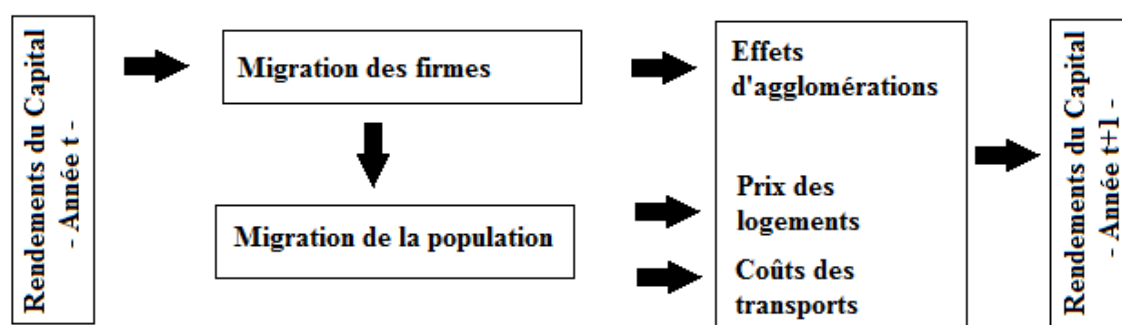 Rendements du Capital
- Année t -
Migration des firmes
Migration de la population
Effets
d'agglomérations
Prix des
logements
Coûts des
transports
Rendements du Capital
- Année t+1 -